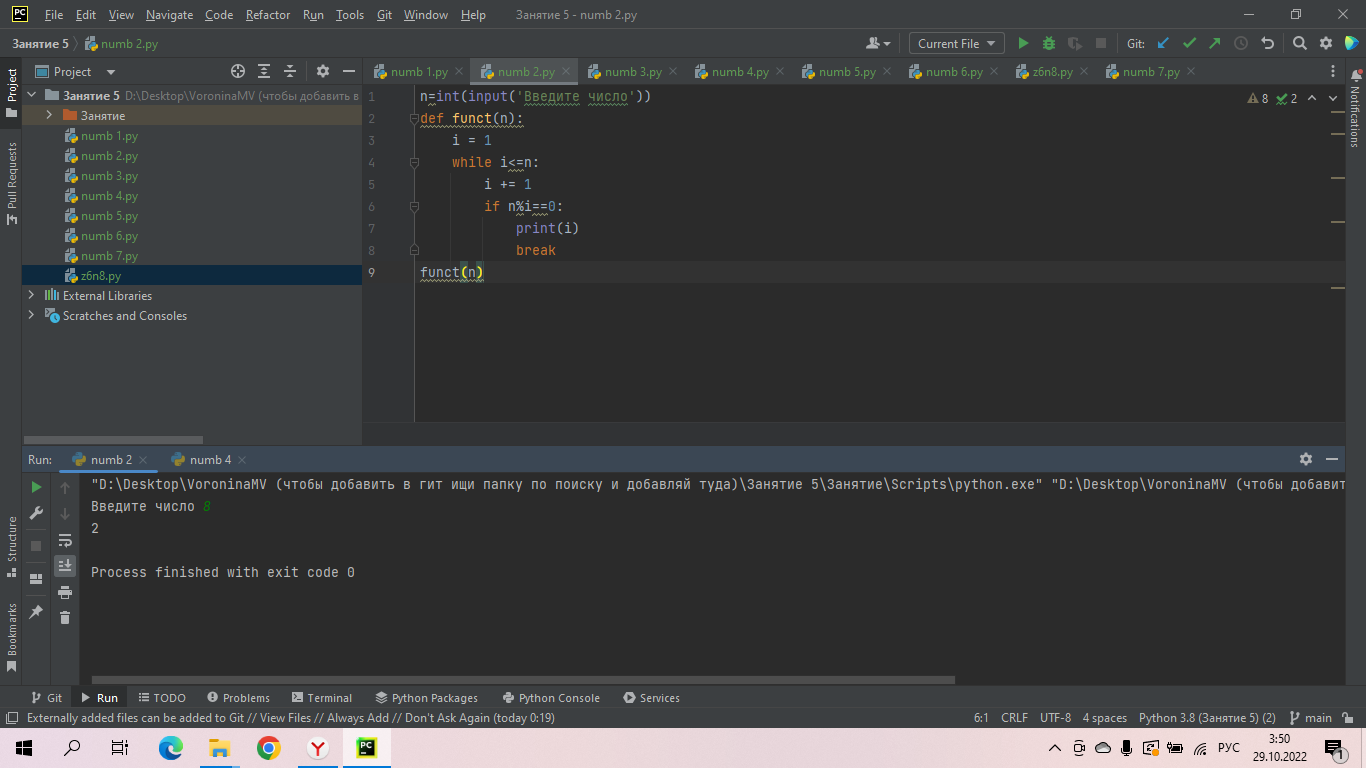 PC File Edit View Navigate Code Refactor Run Tools Git Window Help Занятие 5 - numb 2.py
Занятие 5 numb 2.py Current File Git:
Project
numb 1.py numb 2.py numb 3.py numb 4.py numb 5.py numb 6.py z6n8.py numb 7.py
Занятие 5 D:\Desktop\VoroninaMV (чтобы добавить в
Занятие
numb 1.py
numb 2.py
numb 3.py
numb 4.py
numb 5.py
numb 6.py
numb 7.py
z6n8.py
External Libraries
Scratches and Consoles
Project
Pull Requests
Structure
Bookmarks
1 n=int(input('Введите число'))
2 def funct(n):
3 i = 1
4 while i<=n:
5 i += 1
6 if n%i==0:
7 print(i)
8 break
9 funct(n)
8 2
Notifications
Run: numb 2 numb 4
"D:\Desktop\VoroninaMV (чтобы добавить в гит ищи папку по поиску и добавляй туда)\Занятие 5\Занятие\Scripts\python.exe" "D:\Desktop\VoroninaMV (чтобы добавит
Введите число 8
2
Process finished with exit code 0
Git Run TODO Problems Terminal Python Packages Python Console Services
Externally added files can be added to Git // View Files // Always Add // Don't Ask Again (today 0:19) 6:1 CRLF UTF-8 4 spaces Python 3.8 (Занятие 5) (2) main
РУС
3:50
29.10.2022
1